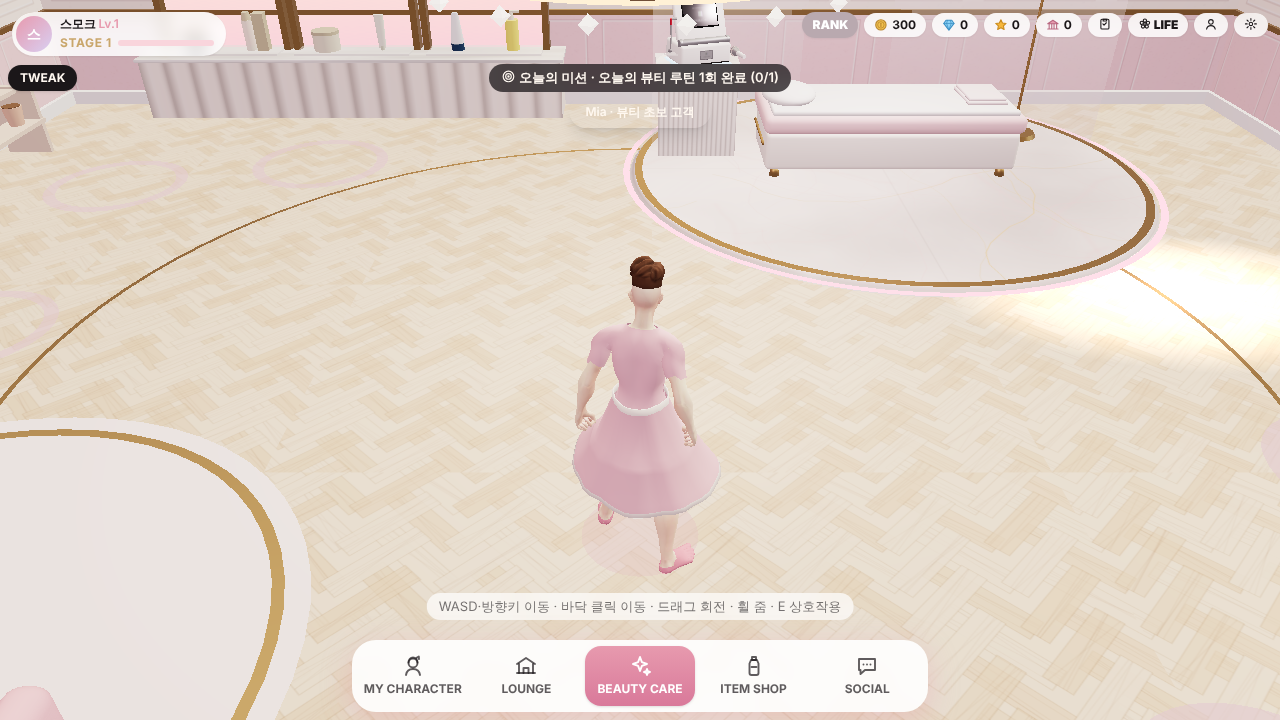 스
스모크 Lv.1
STAGE 1
RANK
300
0
0
0
LIFE
TWEAK
오늘의 미션 · 오늘의 뷰티 루틴 1회 완료 (0/1)
Mia · 뷰티 초보 고객
WASD·방향키 이동 · 바닥 클릭 이동 · 드래그 회전 · 휠 줌 · E 상호작용
MY CHARACTER
LOUNGE
BEAUTY CARE
ITEM SHOP
SOCIAL